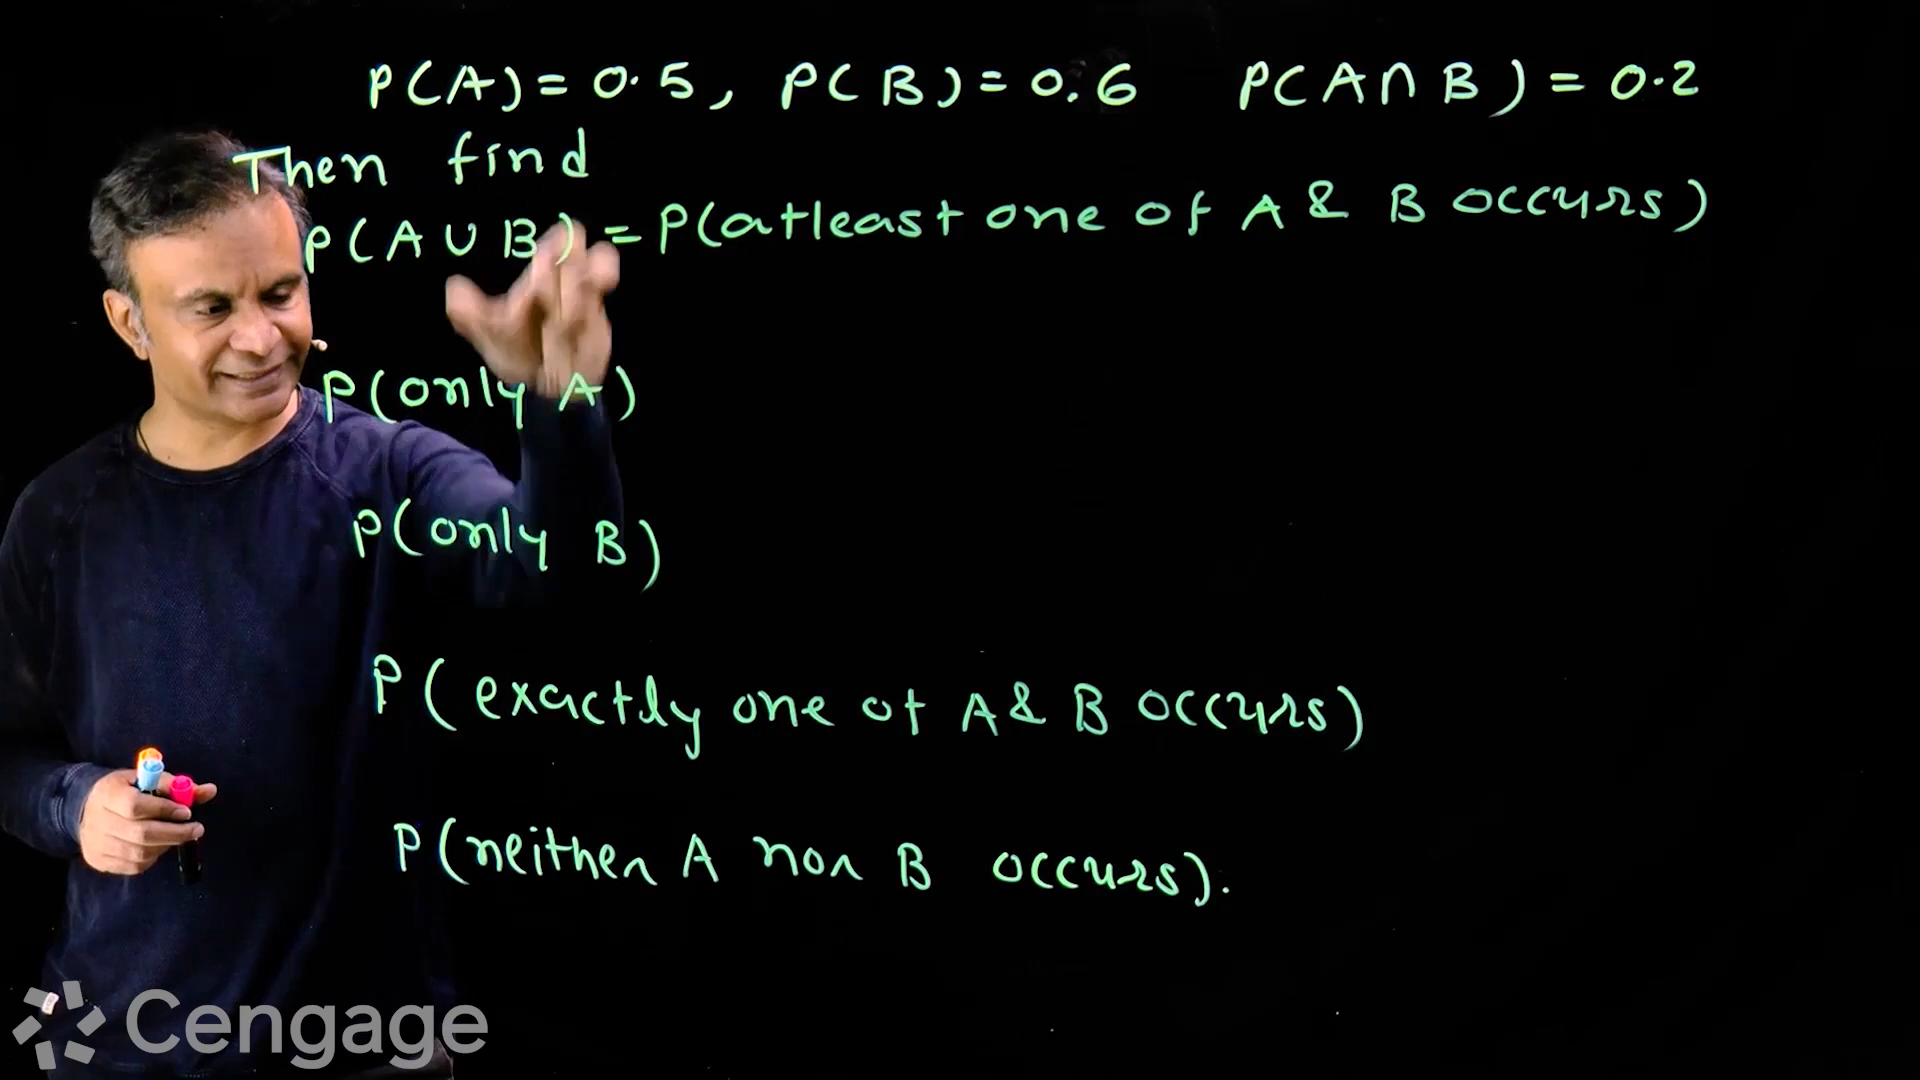 P(A) = 0.5, P(B) = 0.6 P(A∩B) = 0.2
Then find
P(A∪B) = P(atleast one of A & B occurs)
P(only A)
P(only B)
P(exactly one of A & B occurs)
P(neither A nor B occurs).
Cengage